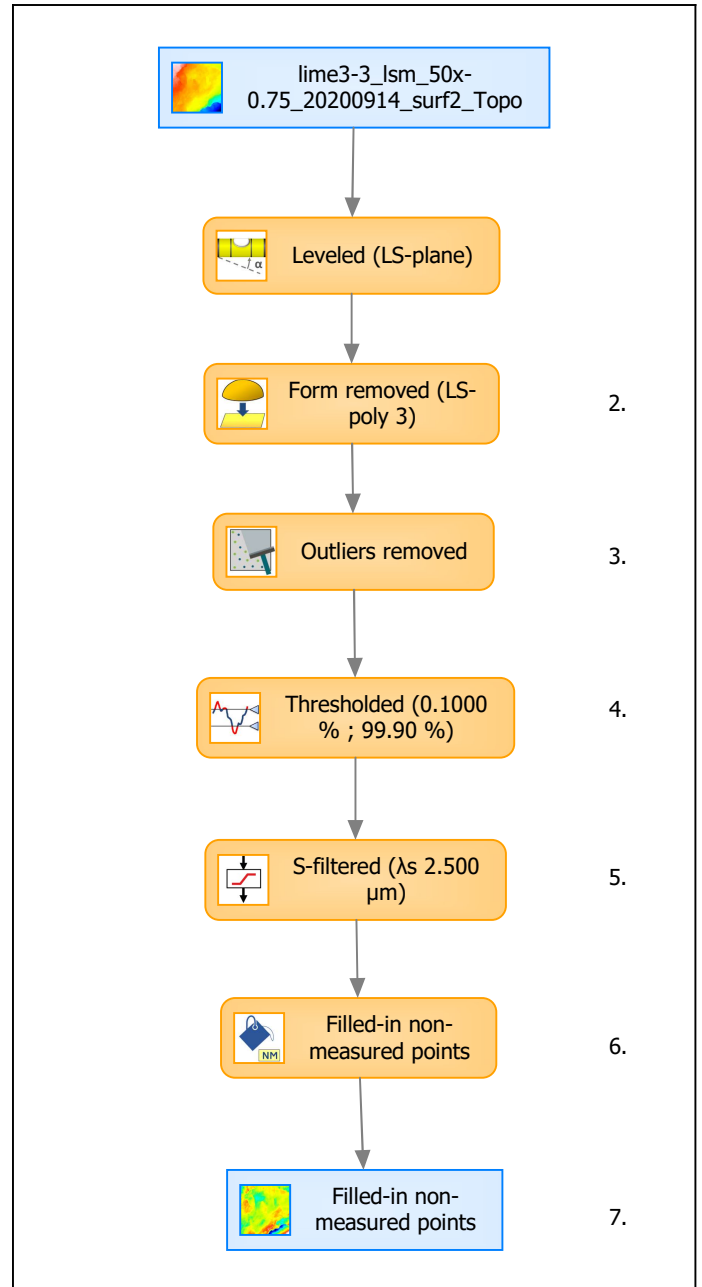 lime3-3_lsm_50x-
0.75_20200914_surf2_Topo
α
Leveled (LS-plane)
Form removed (LS-
poly 3)
2.
Outliers removed
3.
Thresholded (0.1000
% ; 99.90 %)
4.
S-filtered (λs 2.500
µm)
5.
NM
Filled-in non-
measured points
6.
Filled-in non-
measured points
7.